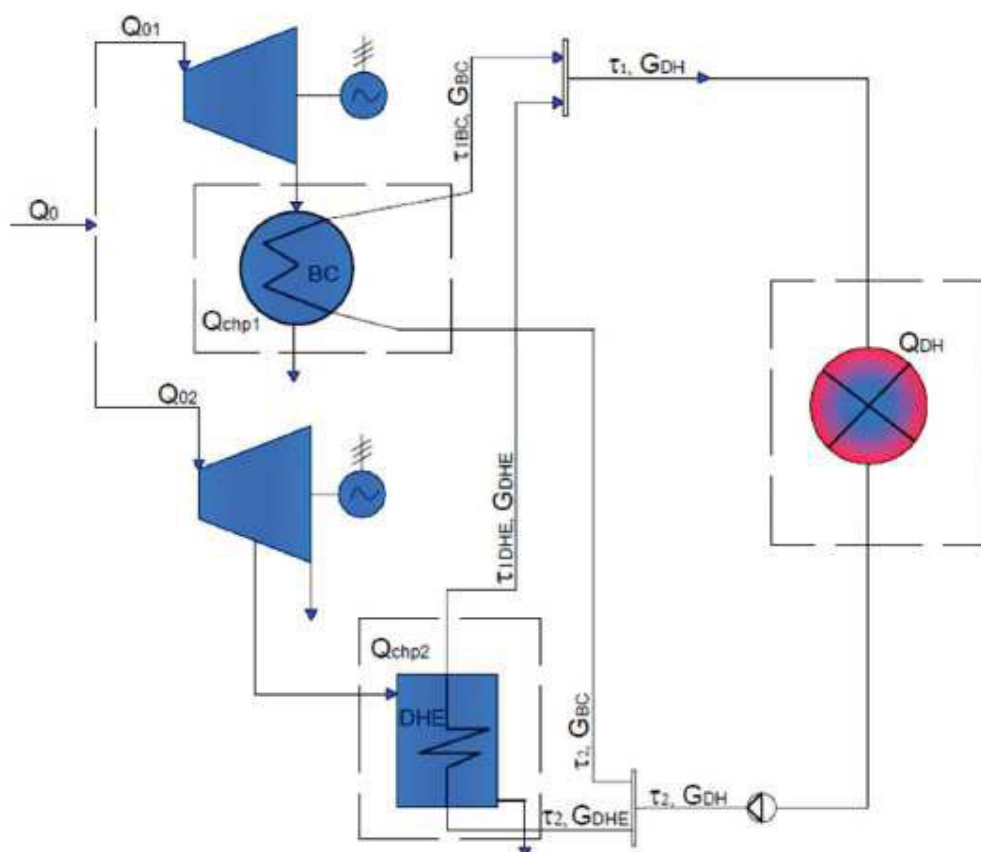 Q01
τ1, GDH
τ1BC, GBC
Q0
BC
Qchp1
QDH
Q02
τ1DHE, GDHE
Qchp2
DHE
τ2, GBC
τ2, GDH
τ2, GDHE